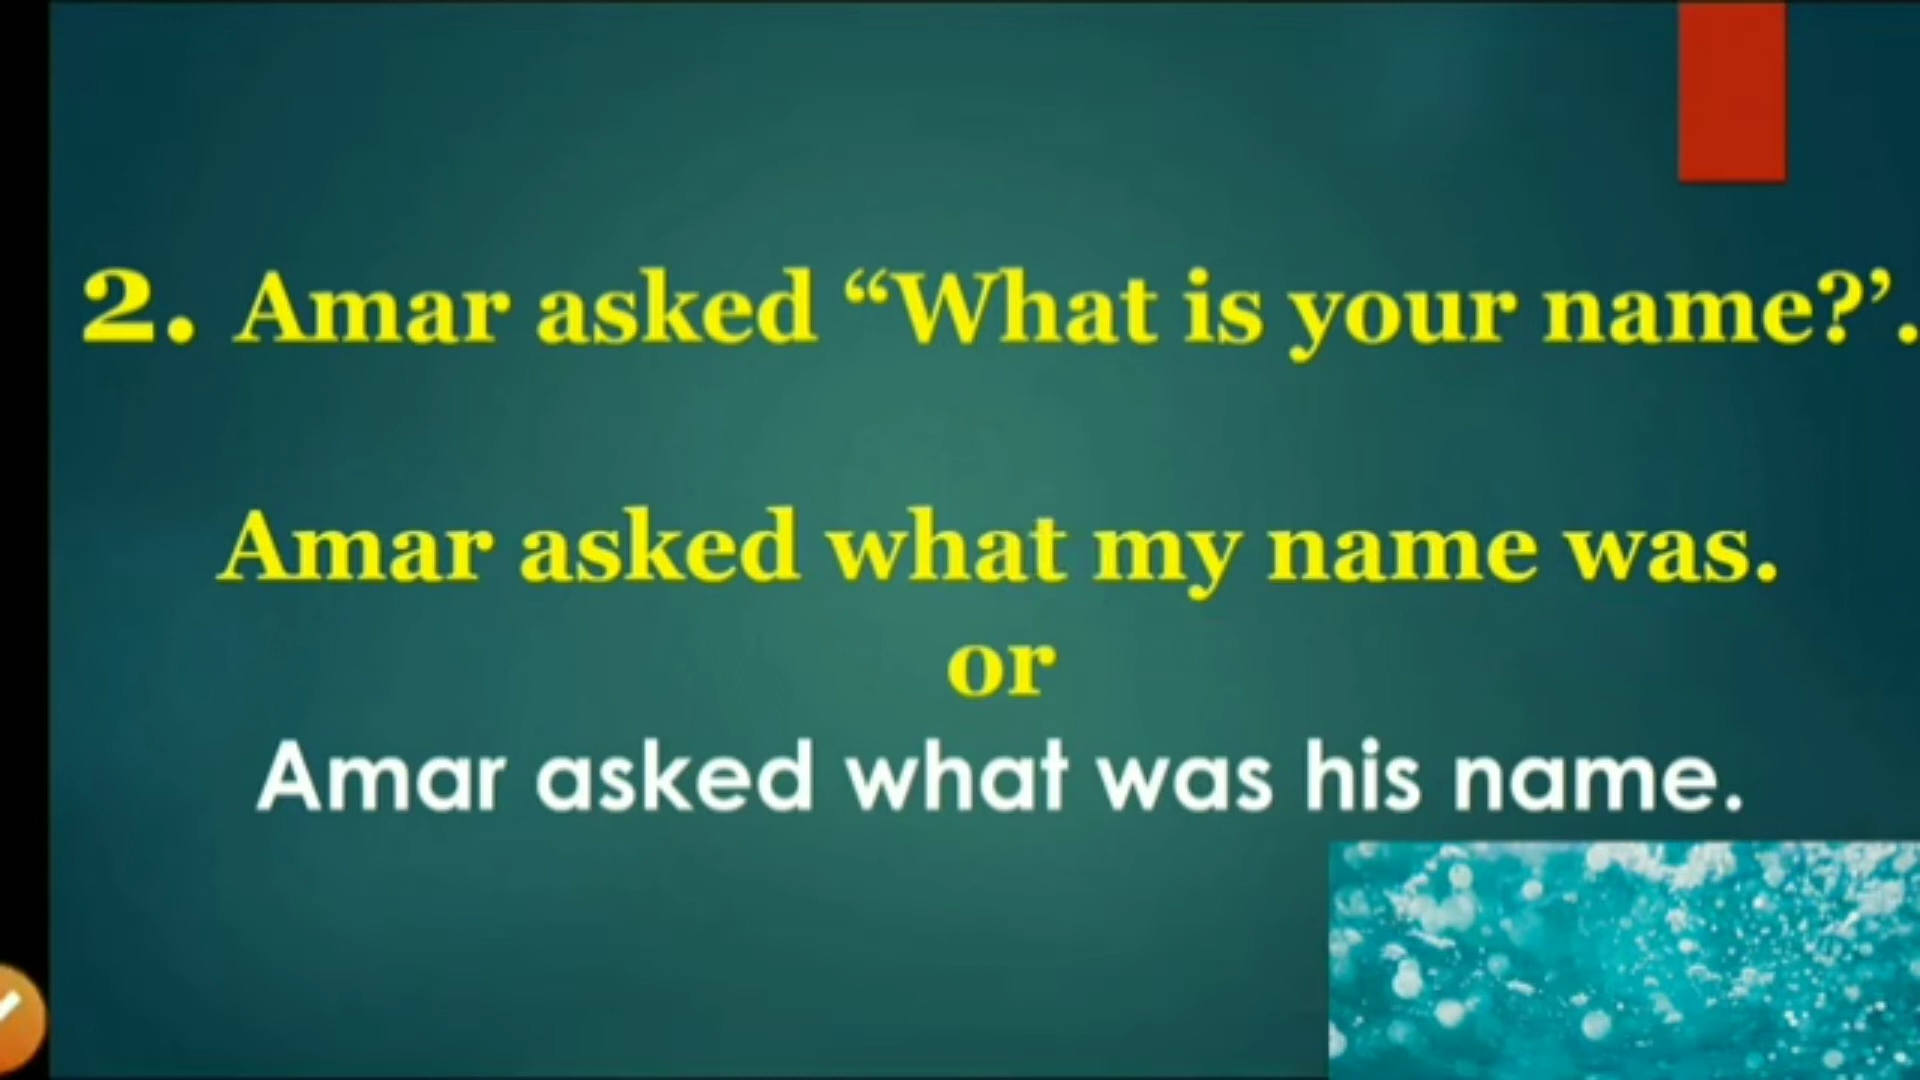 2. Amar asked “What is your name?’.
Amar asked what my name was.
or
Amar asked what was his name.